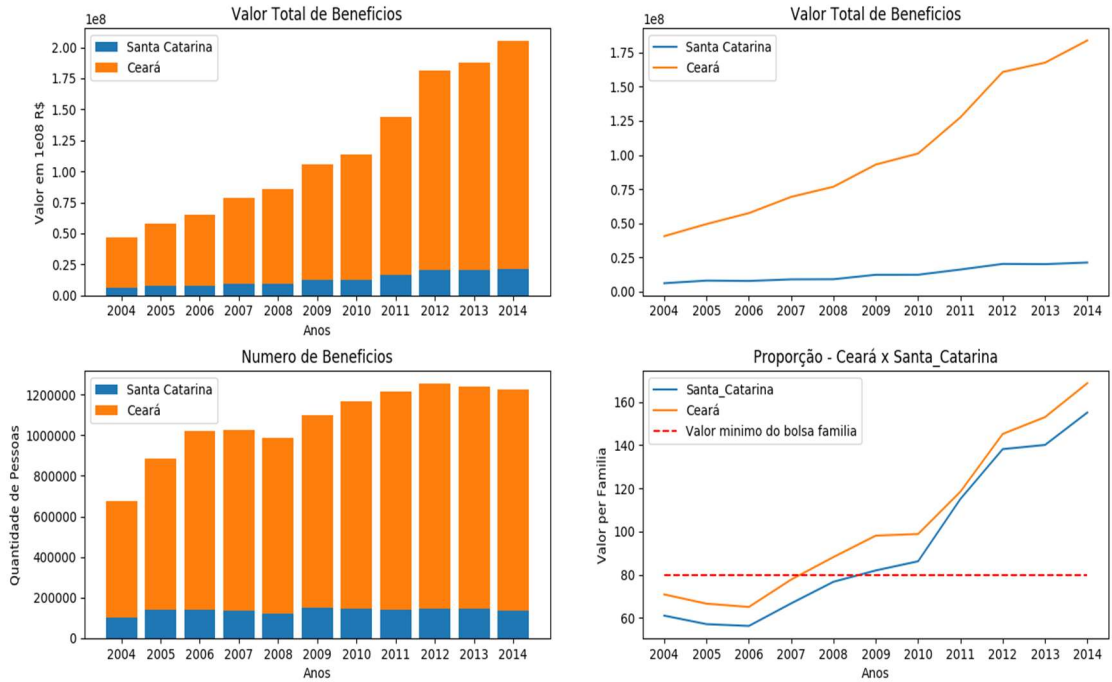 Valor Total de Beneficios
1e8
Santa Catarina
Ceará
Valor em 1e08 R$
2.00
1.75
1.50
1.25
1.00
0.75
0.50
0.25
0.00
2004 2005 2006 2007 2008 2009 2010 2011 2012 2013 2014
Anos
Valor Total de Beneficios
1e8
Santa Catarina
Ceará
1.75
1.50
1.25
1.00
0.75
0.50
0.25
0.00
2004 2005 2006 2007 2008 2009 2010 2011 2012 2013 2014
Numero de Beneficios
Santa Catarina
Ceará
Quantidade de Pessoas
1200000
1000000
800000
600000
400000
200000
0
2004 2005 2006 2007 2008 2009 2010 2011 2012 2013 2014
Anos
Proporção - Ceará x Santa_Catarina
Santa_Catarina
Ceará
Valor minimo do bolsa familia
Valor per Familia
160
140
120
100
80
60
2004 2005 2006 2007 2008 2009 2010 2011 2012 2013 2014
Anos